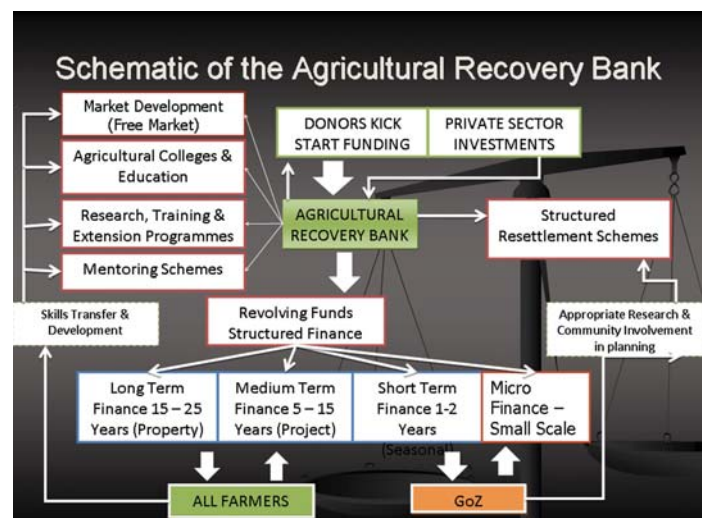 Schematic of the Agricultural Recovery Bank
Market Development
(Free Market)
Agricultural Colleges &
Education
Research, Training &
Extension Programmes
Mentoring Schemes
Skills Transfer &
Development
DONORS KICK
START FUNDING
PRIVATE SECTOR
INVESTMENTS
AGRICULTURAL
RECOVERY BANK
Structured
Resettlement Schemes
Appropriate Research &
Community Involvement
in planning
Revolving Funds
Structured Finance
Long Term
Finance 15 – 25
Years (Property)
Medium Term
Finance 5 – 15
Years (Project)
Short Term
Finance 1-2
Years
(Seasonal)
Micro
Finance –
Small Scale
ALL FARMERS
GoZ